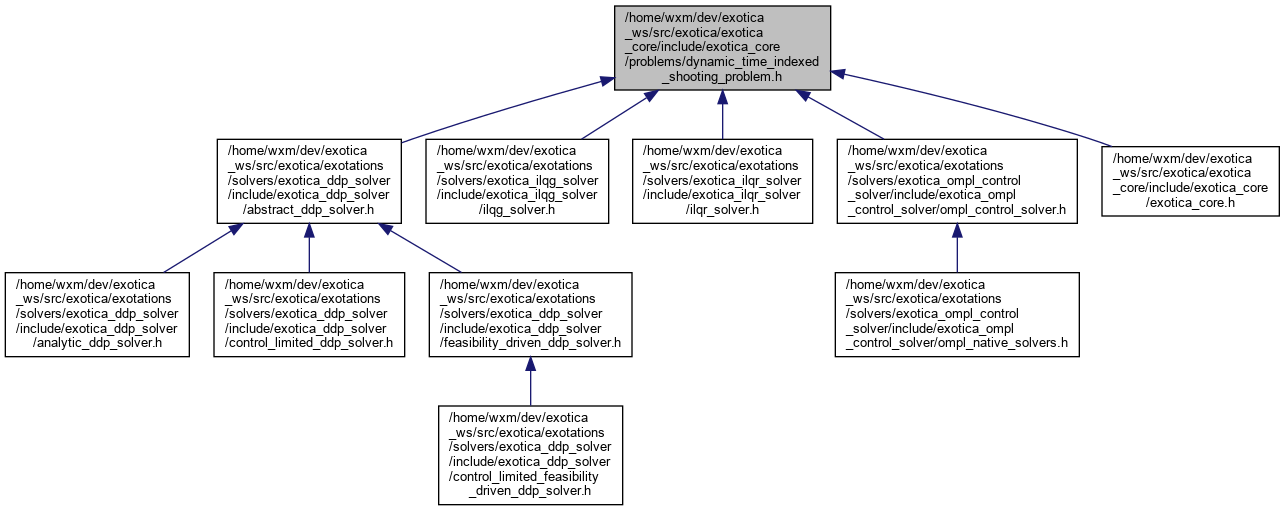 /home/wxm/dev/exotica
_ws/src/exotica/exotica
_core/include/exotica_core
/problems/dynamic_time_indexed
_shooting_problem.h
/home/wxm/dev/exotica
_ws/src/exotica/exotations
/solvers/exotica_ddp_solver
/include/exotica_ddp_solver
/abstract_ddp_solver.h
/home/wxm/dev/exotica
_ws/src/exotica/exotations
/solvers/exotica_ilqg_solver
/include/exotica_ilqg_solver
/ilqg_solver.h
/home/wxm/dev/exotica
_ws/src/exotica/exotations
/solvers/exotica_ilqr_solver
/include/exotica_ilqr_solver
/ilqr_solver.h
/home/wxm/dev/exotica
_ws/src/exotica/exotations
/solvers/exotica_ompl_control
_solver/include/exotica_ompl
_control_solver/ompl_control_solver.h
/home/wxm/dev/exotica
_ws/src/exotica/exotica
_core/include/exotica_core
/exotica_core.h
/home/wxm/dev/exotica
_ws/src/exotica/exotations
/solvers/exotica_ddp_solver
/include/exotica_ddp_solver
/analytic_ddp_solver.h
/home/wxm/dev/exotica
_ws/src/exotica/exotations
/solvers/exotica_ddp_solver
/include/exotica_ddp_solver
/control_limited_ddp_solver.h
/home/wxm/dev/exotica
_ws/src/exotica/exotations
/solvers/exotica_ddp_solver
/include/exotica_ddp_solver
/feasibility_driven_ddp_solver.h
/home/wxm/dev/exotica
_ws/src/exotica/exotations
/solvers/exotica_ompl_control
_solver/include/exotica_ompl
_control_solver/ompl_native_solvers.h
/home/wxm/dev/exotica
_ws/src/exotica/exotations
/solvers/exotica_ddp_solver
/include/exotica_ddp_solver
/control_limited_feasibility
_driven_ddp_solver.h